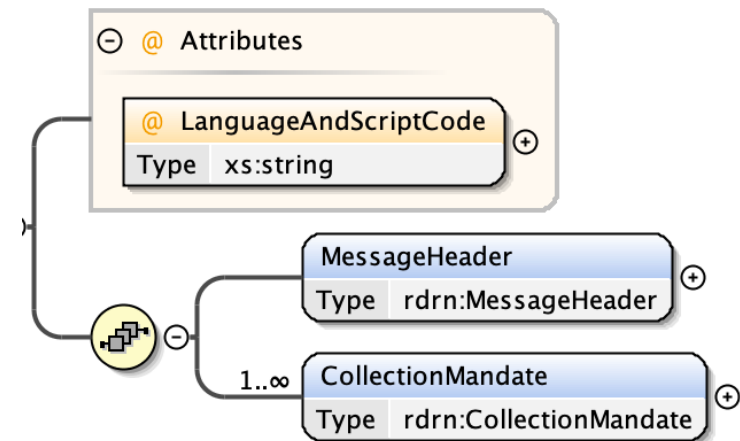 @ Attributes
@ LanguageAndScriptCode
Type xs:string
MessageHeader
Type rdrn:MessageHeader
1..∞
CollectionMandate
Type rdrn:CollectionMandate